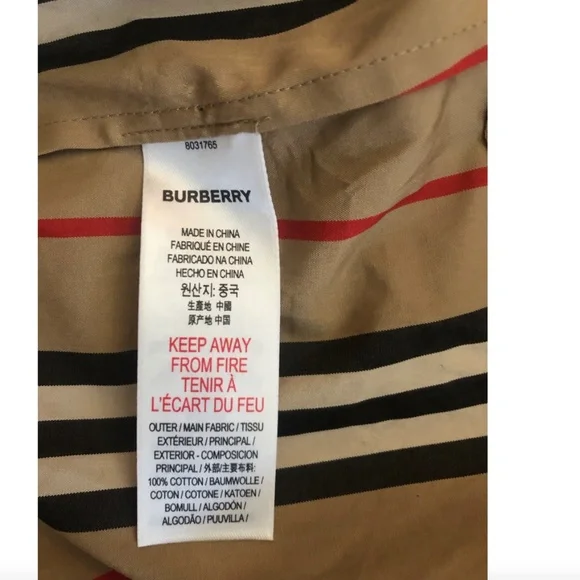 8031765
BURBERRY
MADE IN CHINA
FABRIQUÉ EN CHINE
FABRICADO NA CHINA
HECHO EN CHINA
원산지: 중국
生產地 中國
原产地 中国
KEEP AWAY
FROM FIRE
TENIR À
L'ÉCART DU FEU
OUTER / MAIN FABRIC / TISSU
EXTÉRIEUR / PRINCIPAL /
EXTERIOR - COMPOSICION
PRINCIPAL / 外部/主要布料:
100% COTTON / BAUMWOLLE /
COTON / COTONE / KATOEN /
BOMULL / ALGODÓN /
ALGODÃO / PUUVILLA /